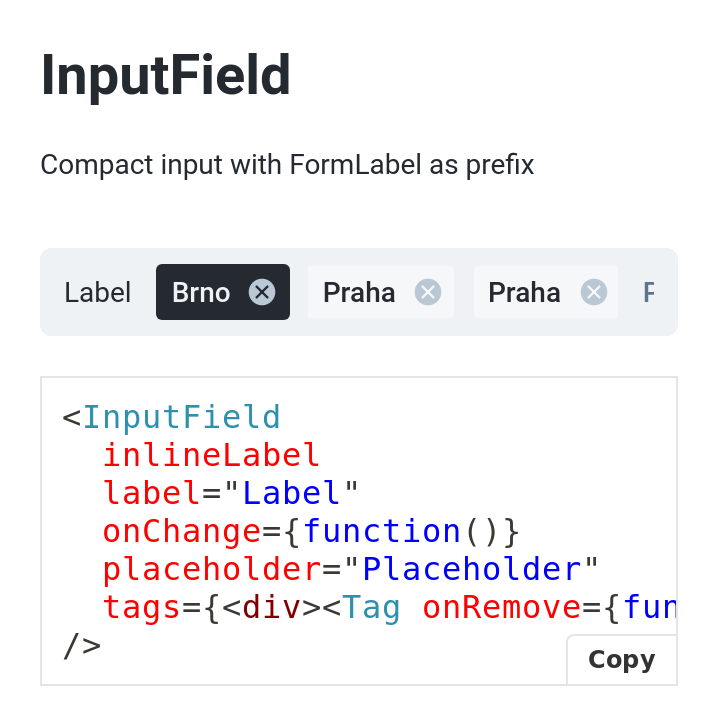 InputField
Compact input with FormLabel as prefix
Label Brno Praha Praha
<InputField
  inlineLabel
  label="Label"
  onChange={function()}
  placeholder="Placeholder"
  tags={<div><Tag onRemove={fun
/>
Copy